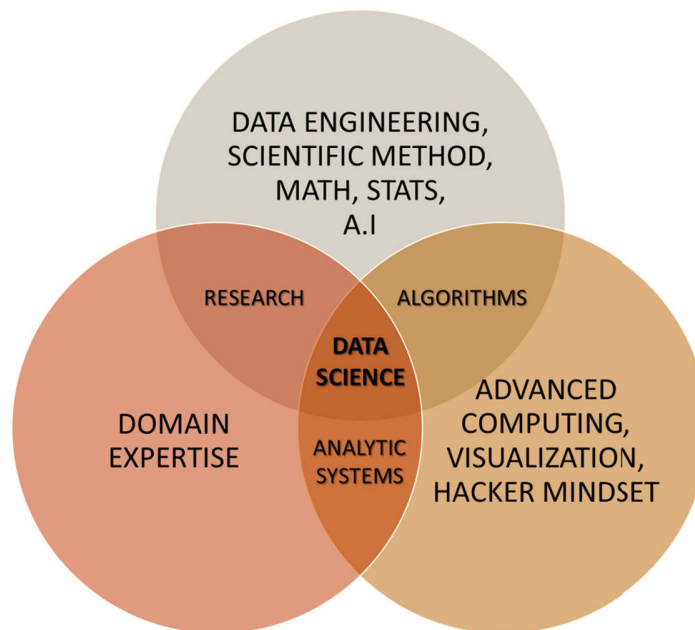 DATA ENGINEERING,
SCIENTIFIC METHOD,
MATH, STATS,
A.I
RESEARCH
ALGORITHMS
DATA
SCIENCE
DOMAIN
EXPERTISE
ANALYTIC
SYSTEMS
ADVANCED
COMPUTING,
VISUALIZATION,
HACKER MINDSET